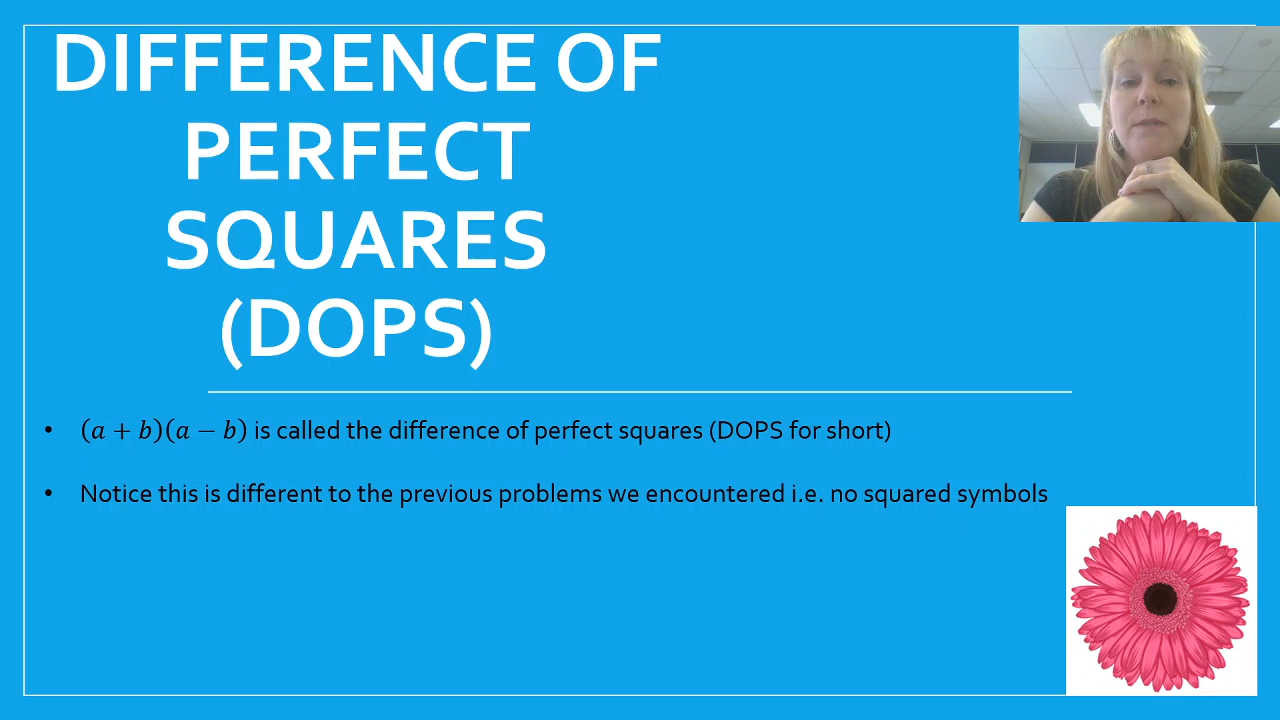 DIFFERENCE OF
PERFECT
SQUARES
(DOPS)
• (a + b)(a − b) is called the difference of perfect squares (DOPS for short)
• Notice this is different to the previous problems we encountered i.e. no squared symbols